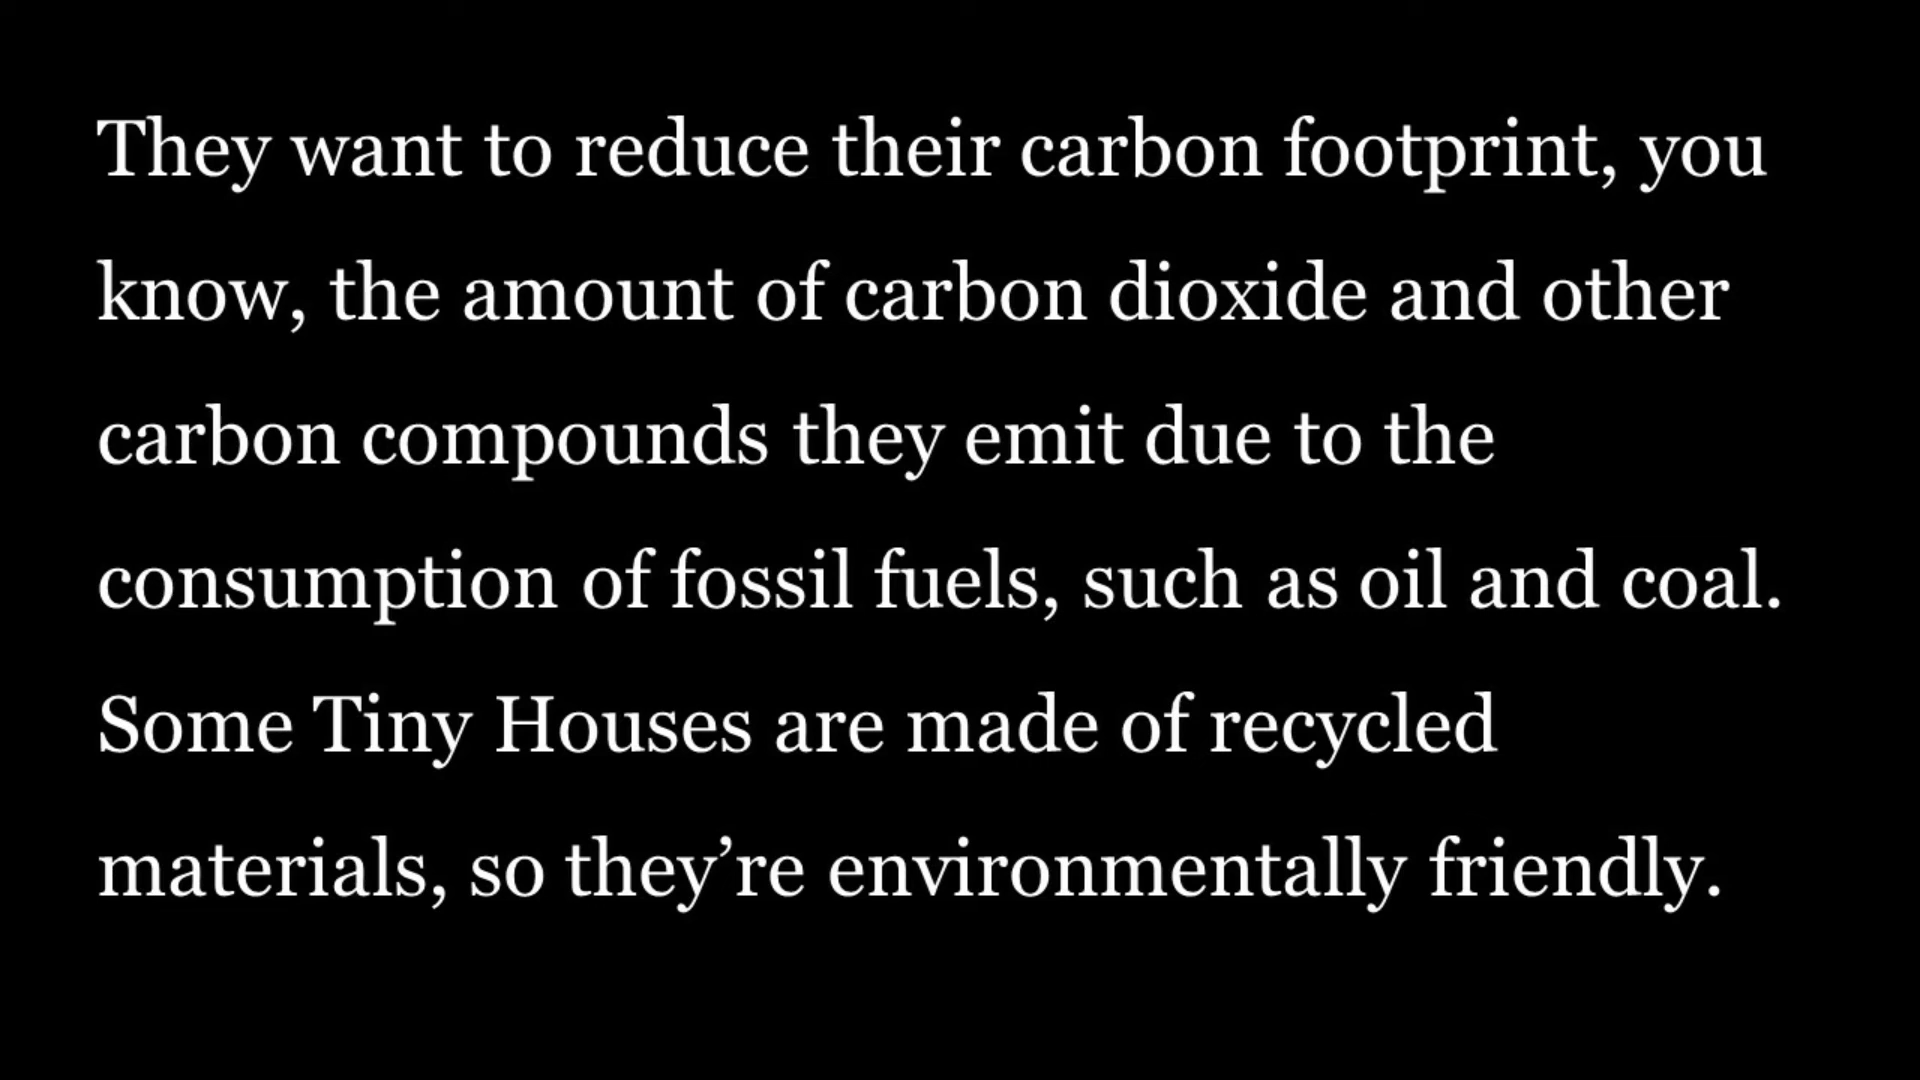 They want to reduce their carbon footprint, you
know, the amount of carbon dioxide and other
carbon compounds they emit due to the
consumption of fossil fuels, such as oil and coal.
Some Tiny Houses are made of recycled
materials, so they’re environmentally friendly.